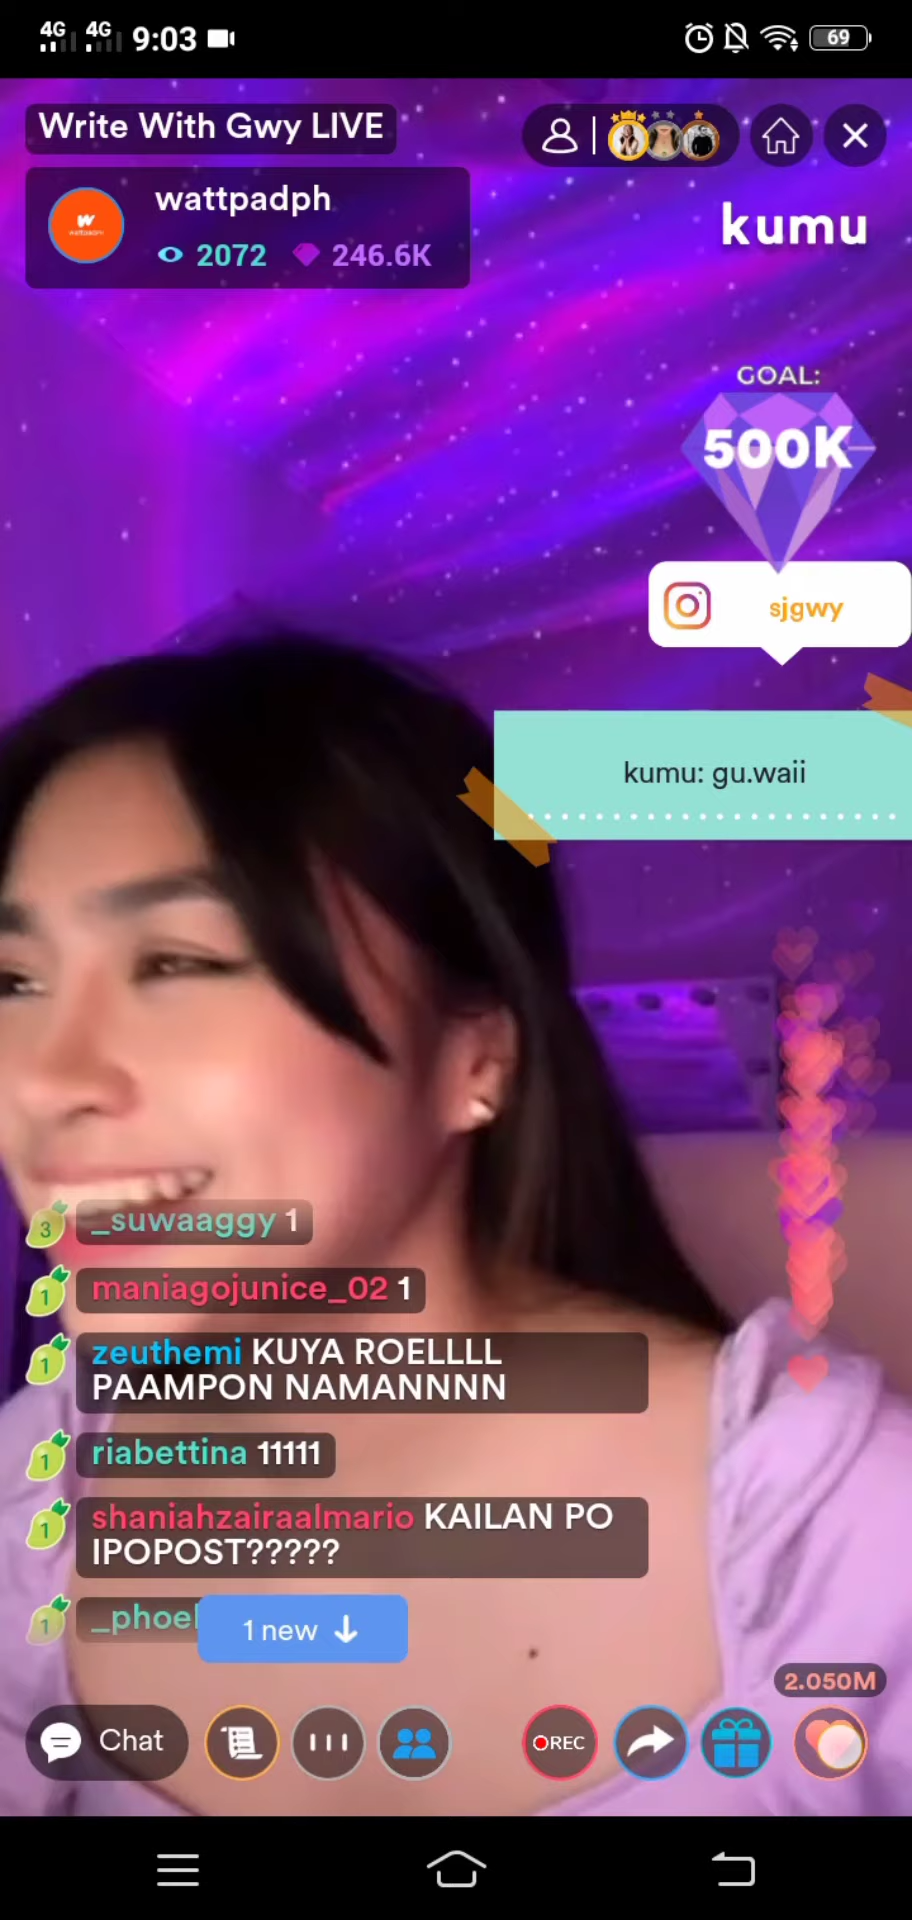 4G 4G 9:03 69
Write With Gwy LIVE
wattpadph
2072 246.6K
kumu
GOAL:
500K
sjgwy
kumu: gu.waii
3 _suwaaggy 1
1 maniagojunice_02 1
1 zeuthemi KUYA ROELLLL
PAAMPON NAMANNNN
1 riabettina 11111
1 shaniahzairaalmario KAILAN PO
IPOPOST?????
1
1 new
2.050M
Chat
REC